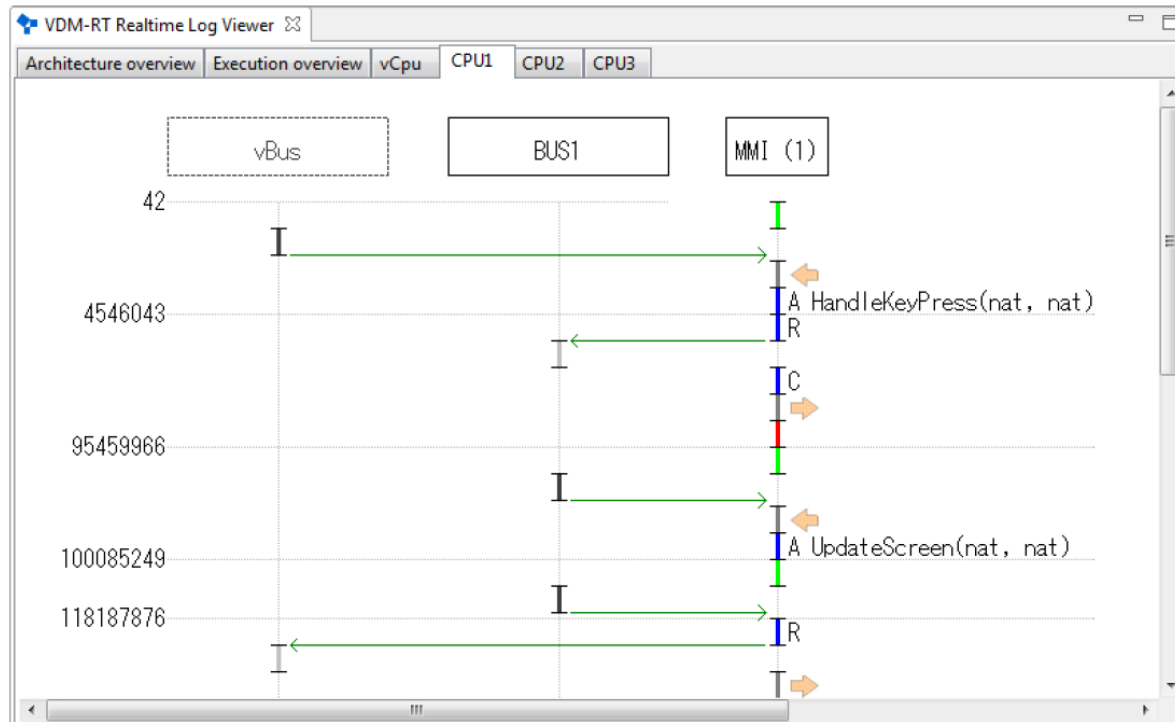 VDM-RT Realtime Log Viewer
Architecture overview Execution overview vCpu CPU1 CPU2 CPU3
vBus BUS1 MMI (1)
42
A HandleKeyPress(nat, nat)
4546043
R
C
95459966
A UpdateScreen(nat, nat)
100085249
118187876
R